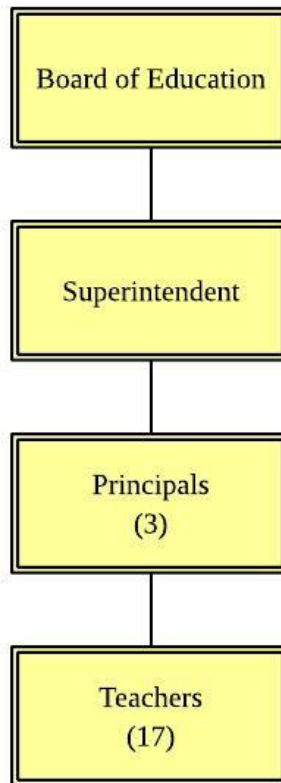 Board of Education
Superintendent
Principals
(3)
Teachers
(17)